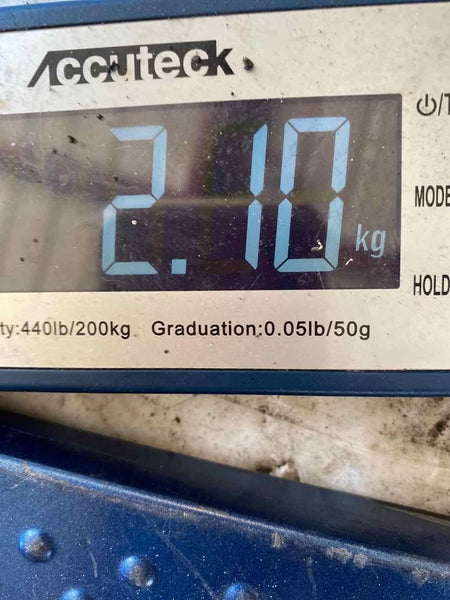 Accuteck
⏻/T
2.10 kg
MODE
HOLD
ty:440lb/200kg Graduation:0.05lb/50g